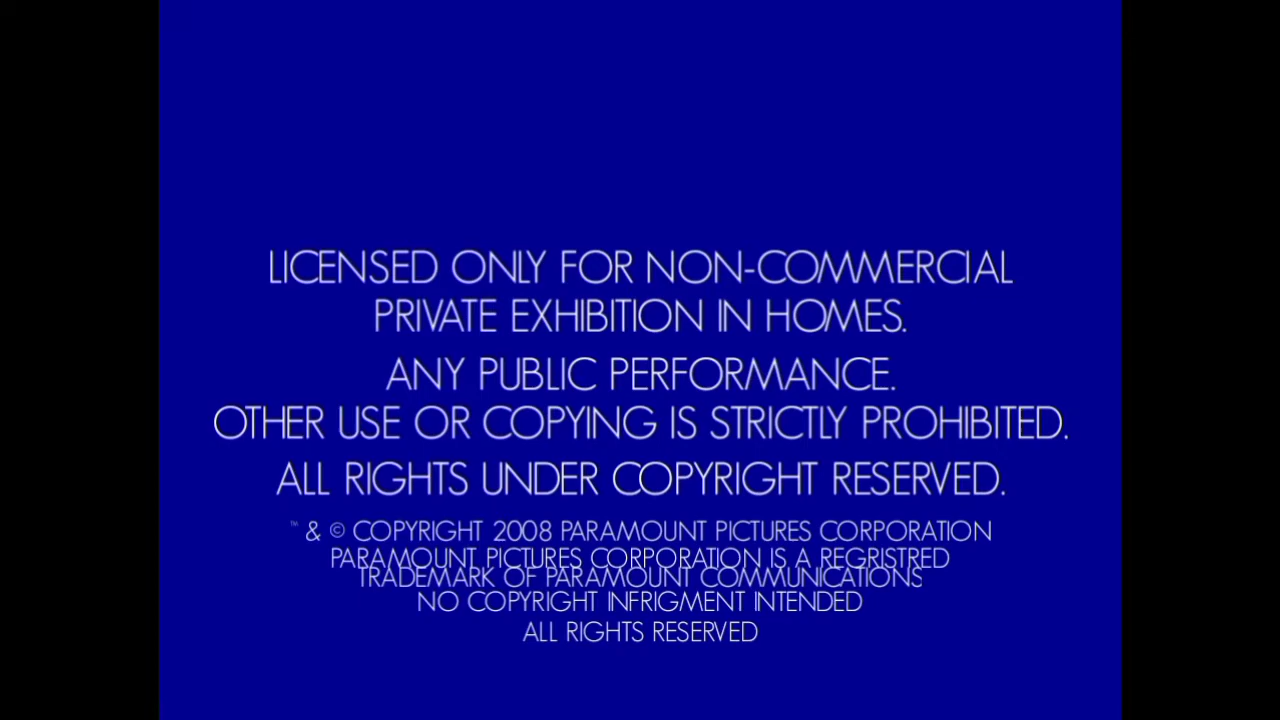 LICENSED ONLY FOR NON-COMMERCIAL
PRIVATE EXHIBITION IN HOMES.
ANY PUBLIC PERFORMANCE.
OTHER USE OR COPYING IS STRICTLY PROHIBITED.
ALL RIGHTS UNDER COPYRIGHT RESERVED.
™ & © COPYRIGHT 2008 PARAMOUNT PICTURES CORPORATION
PARAMOUNT PICTURES CORPORATION IS A REGRISTRED
TRADEMARK OF PARAMOUNT COMMUNICATIONS
NO COPYRIGHT INFRIGMENT INTENDED
ALL RIGHTS RESERVED